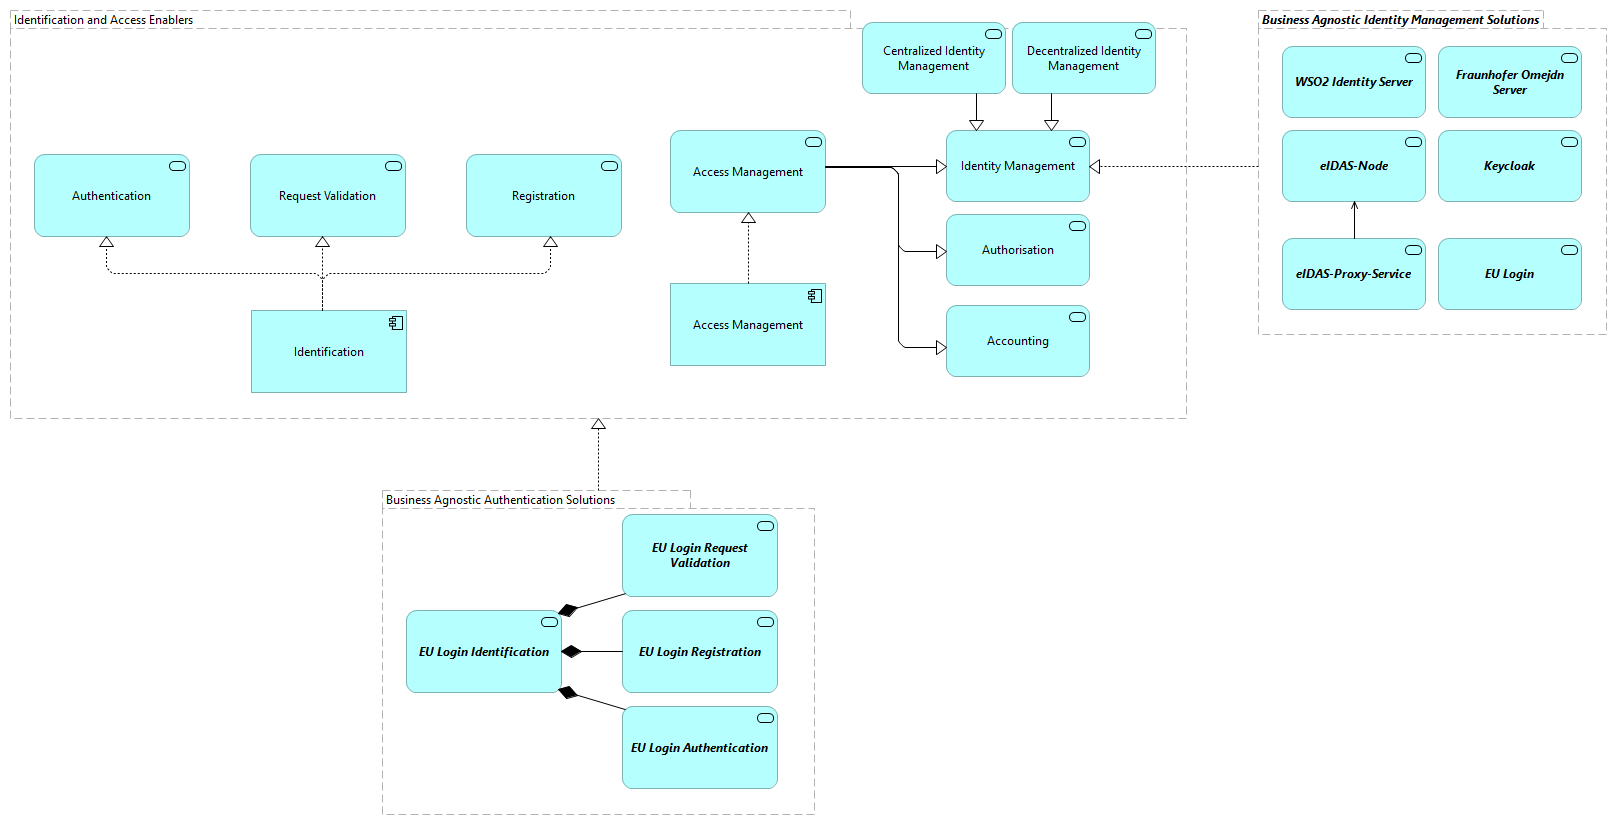 Identification and Access Enablers
Centralized Identity
Management
Decentralized Identity
Management
Authentication
Request Validation
Registration
Access Management
Identity Management
Authorisation
Accounting
Identification
Access Management
Business Agnostic Identity Management Solutions
WSO2 Identity Server
Fraunhofer Omejdn
Server
eIDAS-Node
Keycloak
eIDAS-Proxy-Service
EU Login
Business Agnostic Authentication Solutions
EU Login Request
Validation
EU Login Identification
EU Login Registration
EU Login Authentication